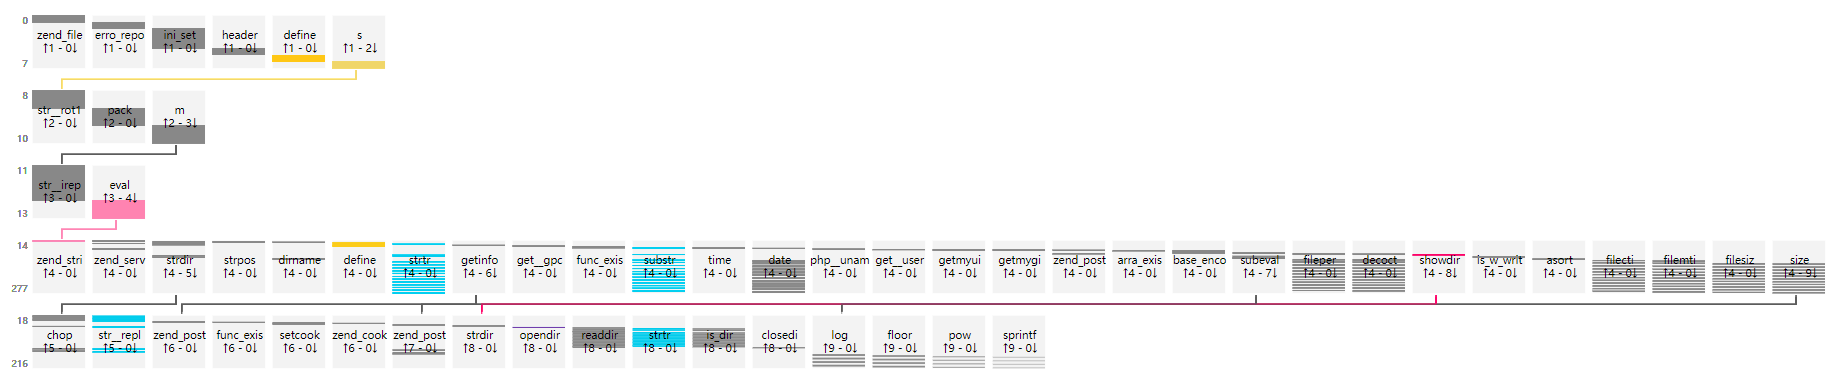 0
zend_file erro_repo ini_set header define s
↑1 - 0↓ ↑1 - 0↓ ↑1 - 0↓ ↑1 - 0↓ ↑1 - 0↓ ↑1 - 2↓
7
8
str__rot1 pack m
↑2 - 0↓ ↑2 - 0↓ ↑2 - 3↓
10
11
str__irep eval
↑3 - 0↓ ↑3 - 4↓
13
14
zend_stri zend_serv strdir strpos dirname define strtr getinfo get__gpc func_exis substr time date php__unam get__user getmyui getmygi zend_post arra_exis base_enco subeval fileper decoct showdir is_w_writ asort filecti filemti filesiz size
↑4 - 0↓ ↑4 - 0↓ ↑4 - 5↓ ↑4 - 0↓ ↑4 - 0↓ ↑4 - 0↓ ↑4 - 0↓ ↑4 - 6↓ ↑4 - 0↓ ↑4 - 0↓ ↑4 - 0↓ ↑4 - 0↓ ↑4 - 0↓ ↑4 - 0↓ ↑4 - 0↓ ↑4 - 0↓ ↑4 - 0↓ ↑4 - 0↓ ↑4 - 0↓ ↑4 - 0↓ ↑4 - 7↓ ↑4 - 0↓ ↑4 - 0↓ ↑4 - 8↓ ↑4 - 0↓ ↑4 - 0↓ ↑4 - 0↓ ↑4 - 0↓ ↑4 - 0↓ ↑4 - 9↓
277
18
chop str__repl zend_post func_exis setcook zend_cook zend_post strdir opendir readdir strtr is_dir closedi log floor pow sprintf
↑5 - 0↓ ↑5 - 0↓ ↑6 - 0↓ ↑6 - 0↓ ↑6 - 0↓ ↑6 - 0↓ ↑7 - 0↓ ↑8 - 0↓ ↑8 - 0↓ ↑8 - 0↓ ↑8 - 0↓ ↑8 - 0↓ ↑8 - 0↓ ↑9 - 0↓ ↑9 - 0↓ ↑9 - 0↓ ↑9 - 0↓
216